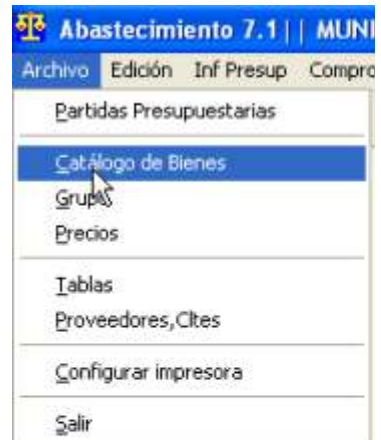 Abastecimiento 7.1 || MUNI
Archivo Edición Inf Presup Compro
Partidas Presupuestarias
Catálogo de Bienes
Grup
Precios
Tablas
Proveedores,Cltes
Configurar impresora
Salir